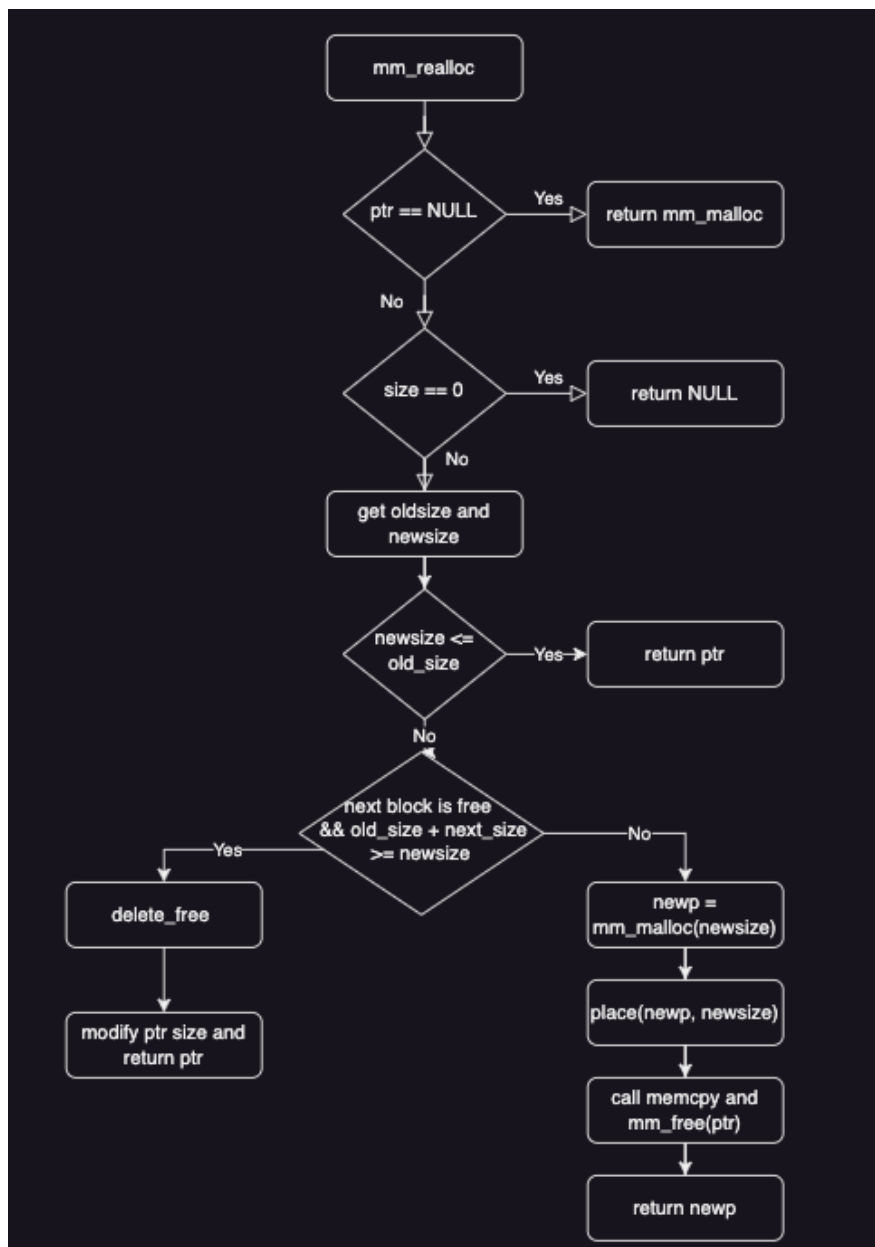 mm_realloc
ptr == NULL
Yes
return mm_malloc
No
size == 0
Yes
return NULL
No
get oldsize and
newsize
newsize <=
old_size
Yes
return ptr
No
next block is free
&& old_size + next_size
>= newsize
Yes
No
delete_free
modify ptr size and
return ptr
newp =
mm_malloc(newsize)
place(newp, newsize)
call memcpy and
mm_free(ptr)
return newp